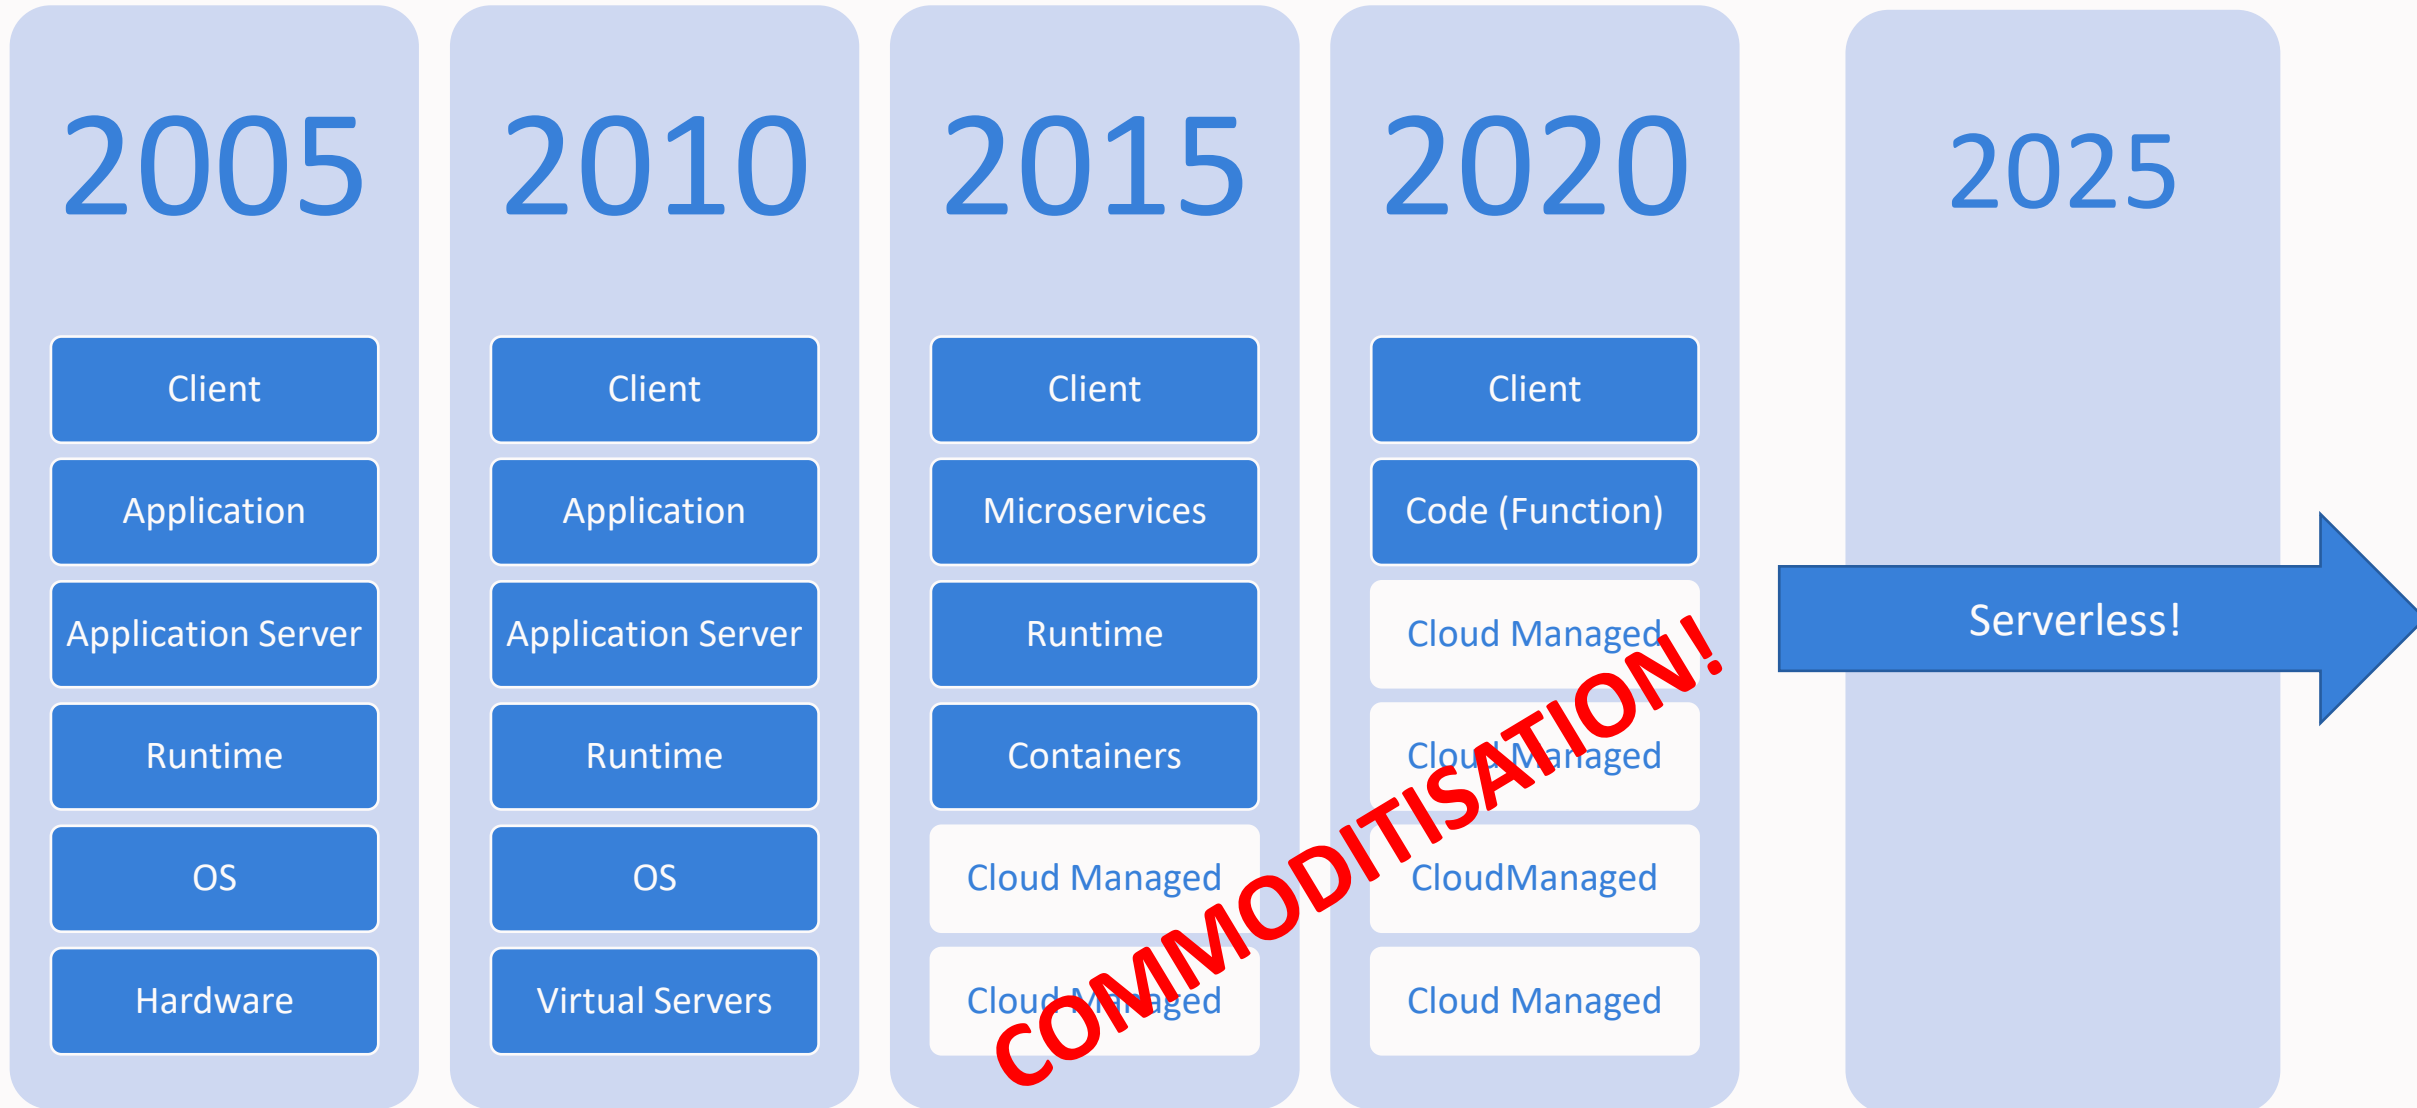 2005
Client
Application
Application Server
Runtime
OS
Hardware
2010
Client
Application
Application Server
Runtime
OS
Virtual Servers
2015
Client
Microservices
Runtime
Containers
Cloud Managed
Cloud Managed
2020
Client
Code (Function)
Cloud Managed
Cloud Managed
CloudManaged
Cloud Managed
COMMODITISATION!
2025
Serverless!